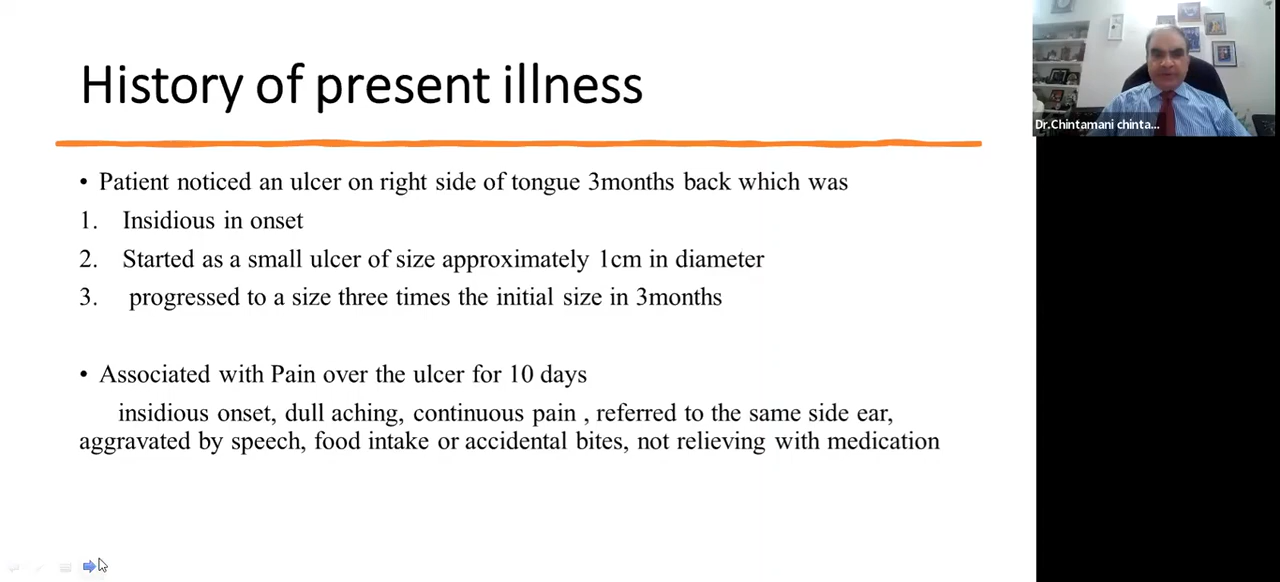 History of present illness
Dr.Chintamani chinta...
• Patient noticed an ulcer on right side of tongue 3months back which was
1. Insidious in onset
2. Started as a small ulcer of size approximately 1cm in diameter
3. progressed to a size three times the initial size in 3months
• Associated with Pain over the ulcer for 10 days
insidious onset, dull aching, continuous pain , referred to the same side ear,
aggravated by speech, food intake or accidental bites, not relieving with medication